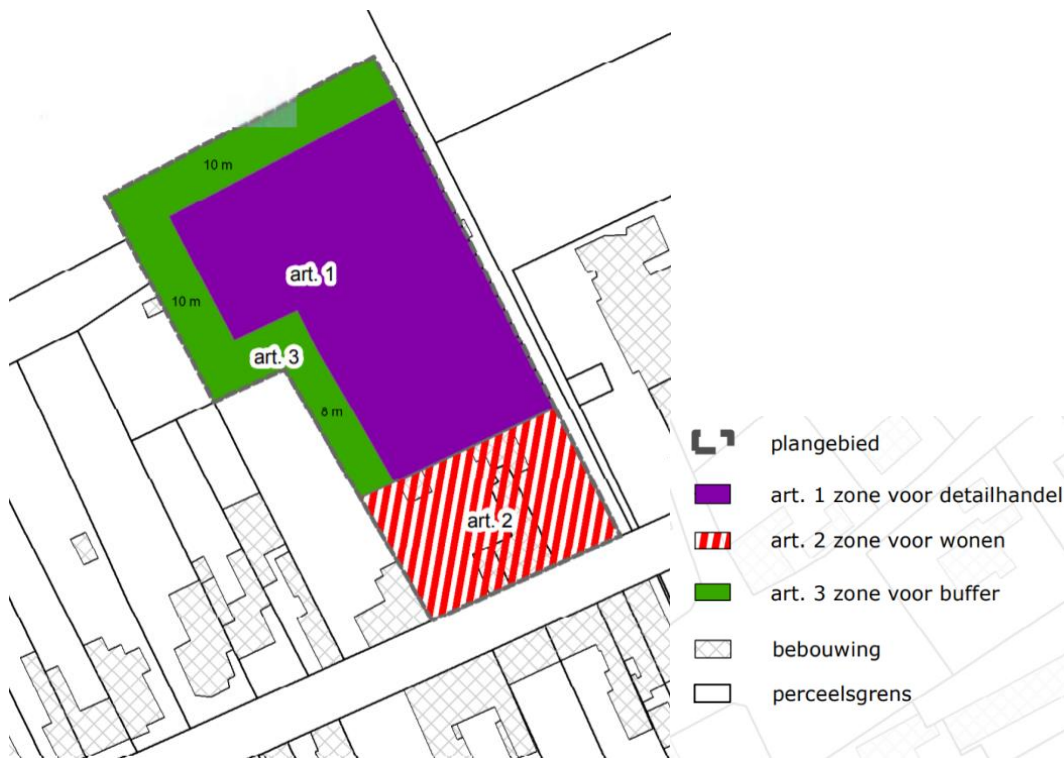 10 m
art. 1
10 m
art. 3
8 m
art. 2
plangebied
art. 1 zone voor detailhandel
art. 2 zone voor wonen
art. 3 zone voor buffer
bebouwing
perceelsgrens